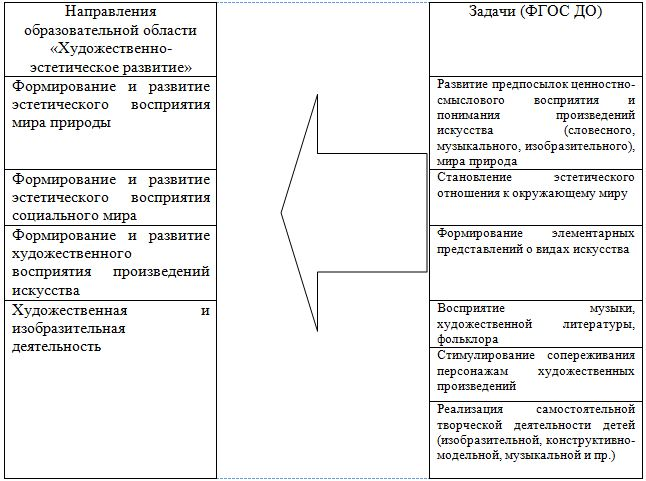 Направления
образовательной области
«Художественно-
эстетическое развитие»
Формирование и развитие
эстетического восприятия
мира природы
Формирование и развитие
эстетического восприятия
социального мира
Формирование и развитие
художественного
восприятия произведений
искусства
Художественная и
изобразительная
деятельность
Задачи (ФГОС ДО)
Развитие предпосылок ценностно-
смыслового восприятия и
понимания произведений
искусства (словесного,
музыкального, изобразительного),
мира природа
Становление эстетического
отношения к окружающему миру
Формирование элементарных
представлений о видах искусства
Восприятие музыки,
художественной литературы,
фольклора
Стимулирование сопереживания
персонажам художественных
произведений
Реализация самостоятельной
творческой деятельности детей
(изобразительной, конструктивно-
модельной, музыкальной и пр.)